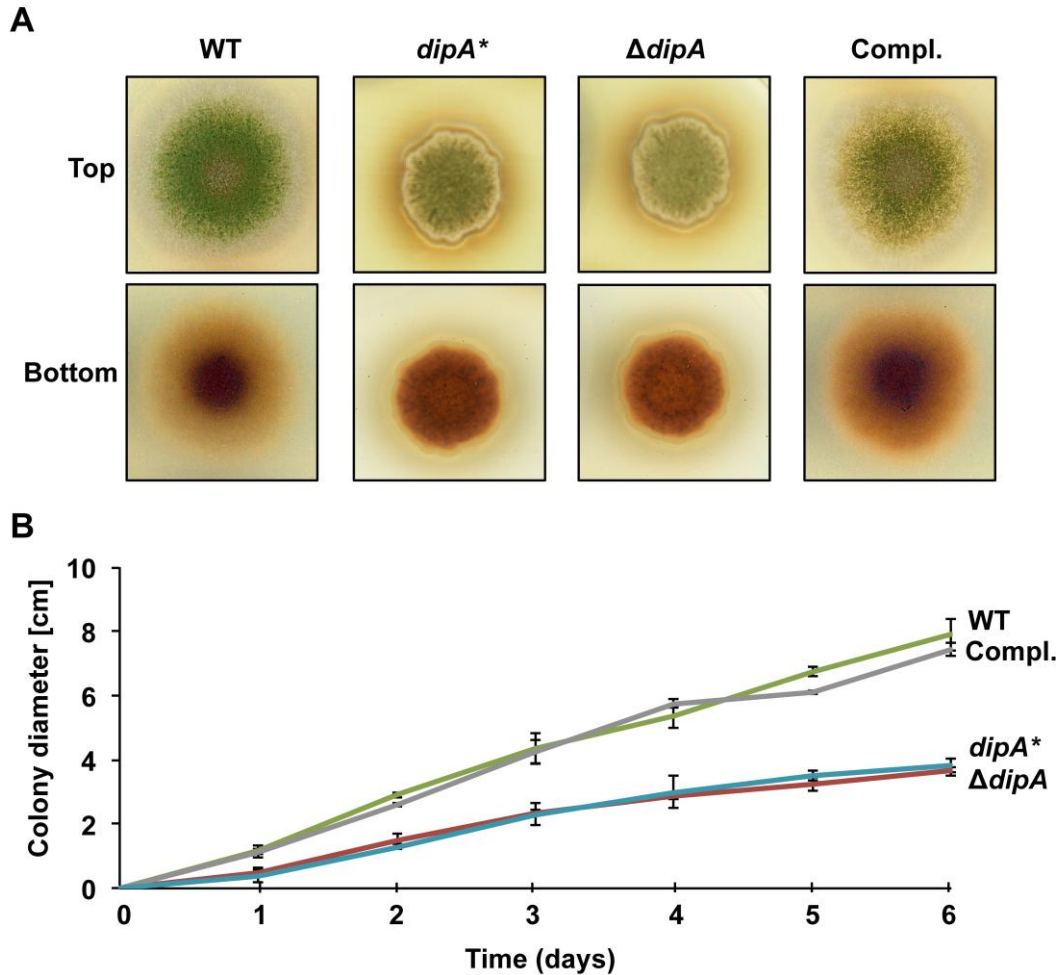 A
WT dipA* ΔdipA Compl.
Top
Bottom
B
Colony diameter [cm]
10
8
6
4
2
0
WT
Compl.
dipA*
ΔdipA
0 1 2 3 4 5 6
Time (days)